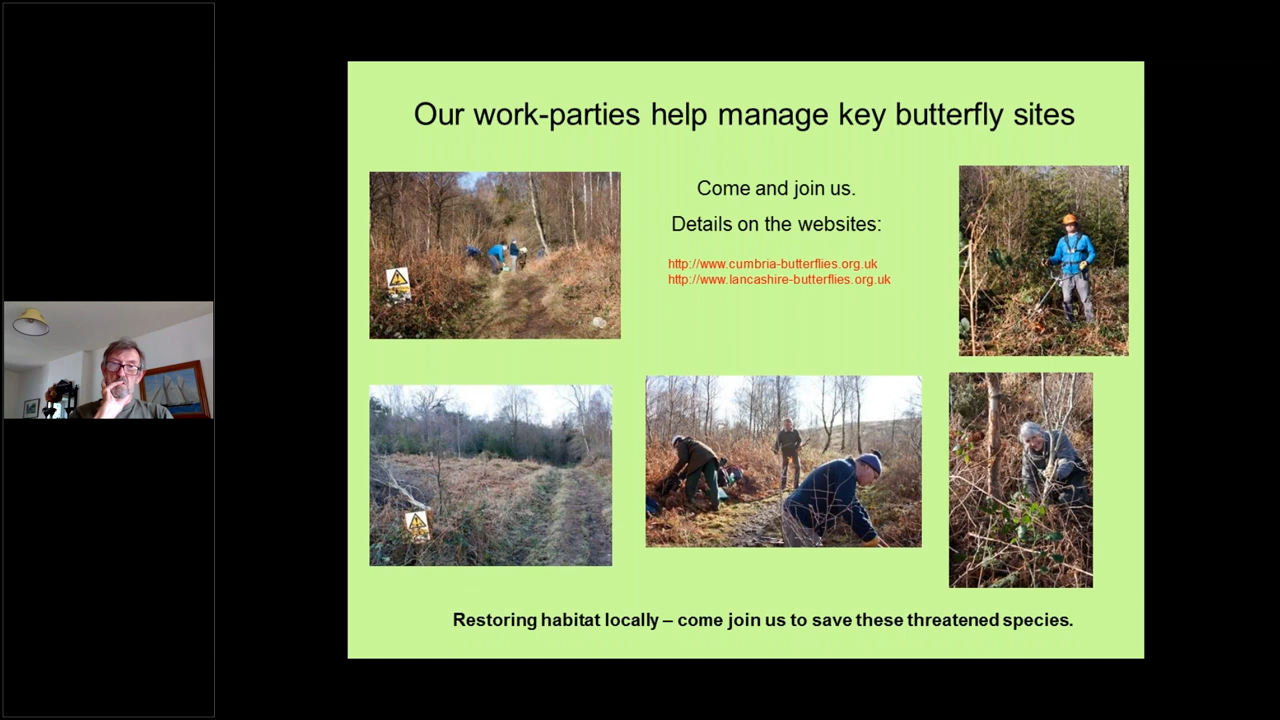 Our work-parties help manage key butterfly sites
Come and join us.
Details on the websites:
http://www.cumbria-butterflies.org.uk
http://www.lancashire-butterflies.org.uk
Restoring habitat locally – come join us to save these threatened species.